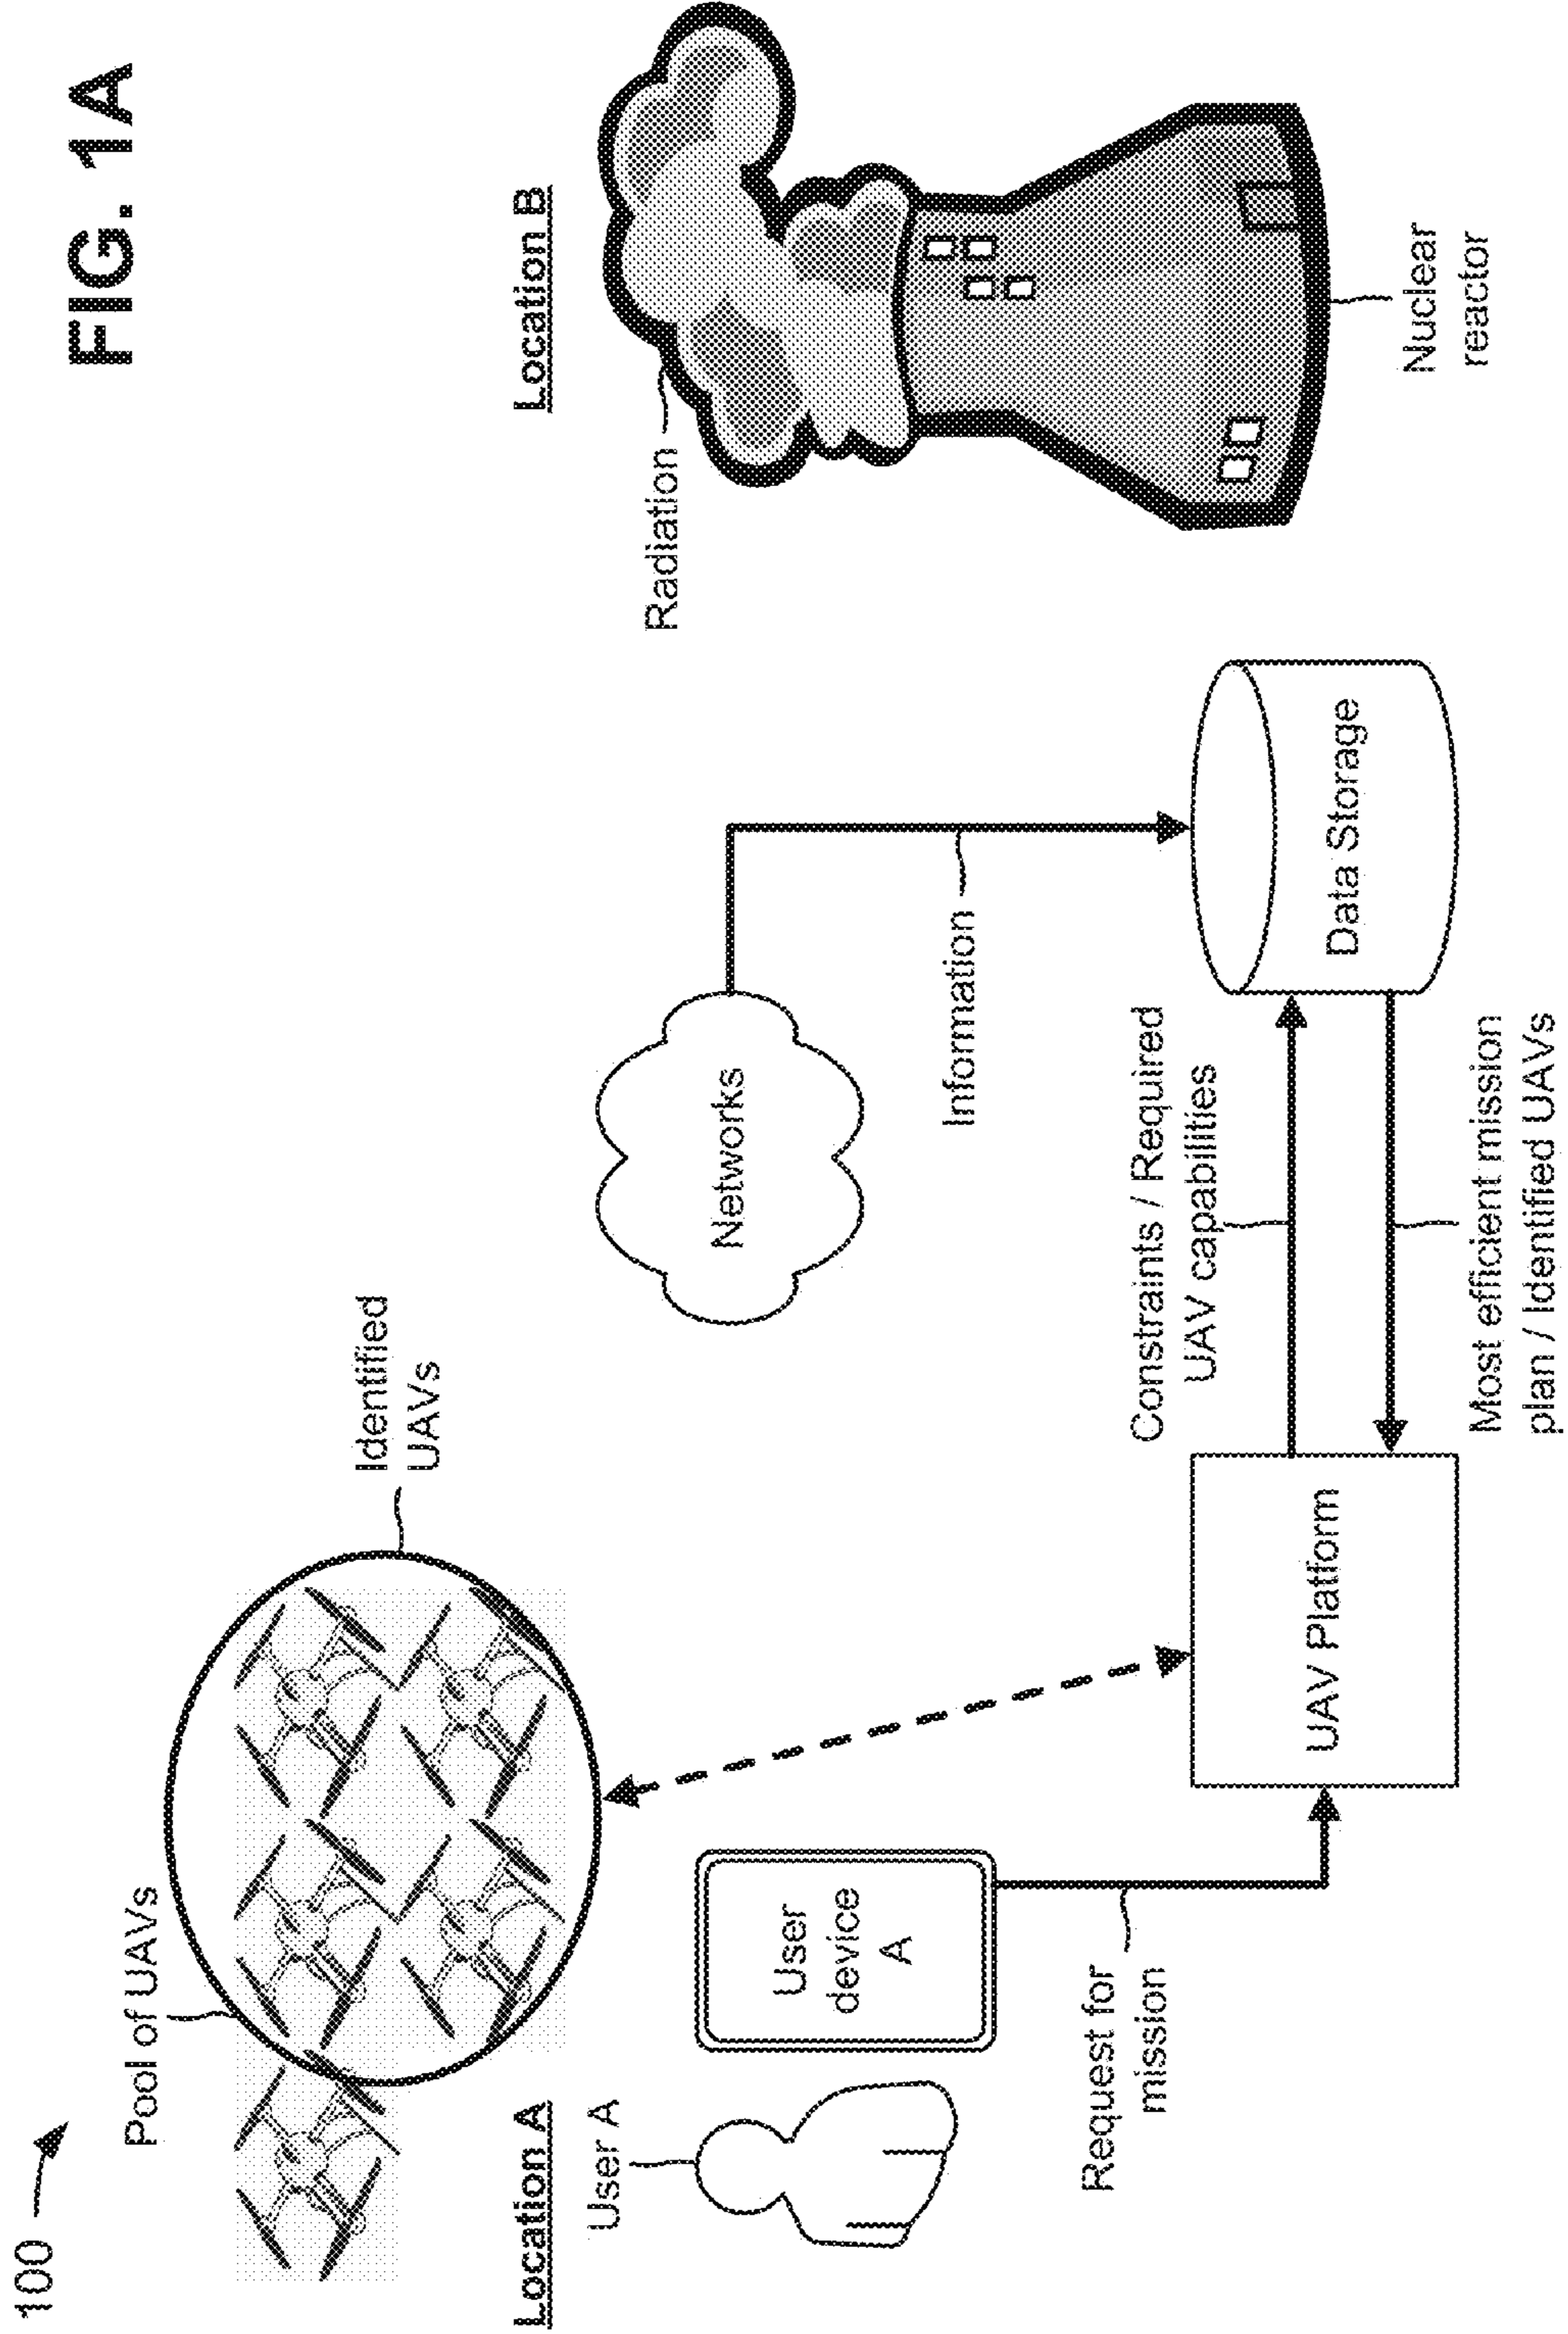 100
FIG. 1A
Pool of UAVs
Identified
UAVs
Location A
Location B
User A
User
device
A
Networks
Radiation
Information
Request for
mission
UAV Platform
Constraints / Required
UAV capabilities
Data Storage
Most efficient mission
plan / Identified UAVs
Nuclear
reactor